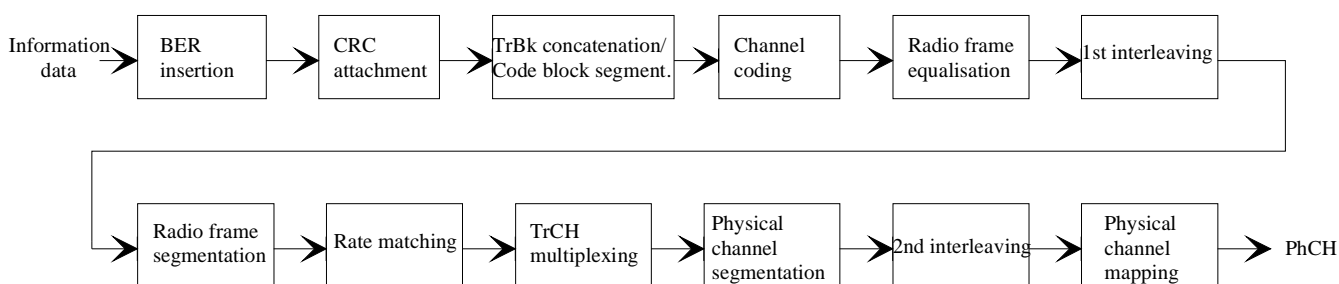 Information
data
BER
insertion
CRC
attachment
TrBk concatenation/
Code block segment.
Channel
coding
Radio frame
equalisation
1st interleaving
Radio frame
segmentation
Rate matching
TrCH
multiplexing
Physical
channel
segmentation
2nd interleaving
Physical
channel
mapping
PhCH